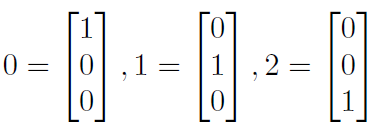 0 = [1 0 0], 1 = [0 1 0], 2 = [0 0 1]